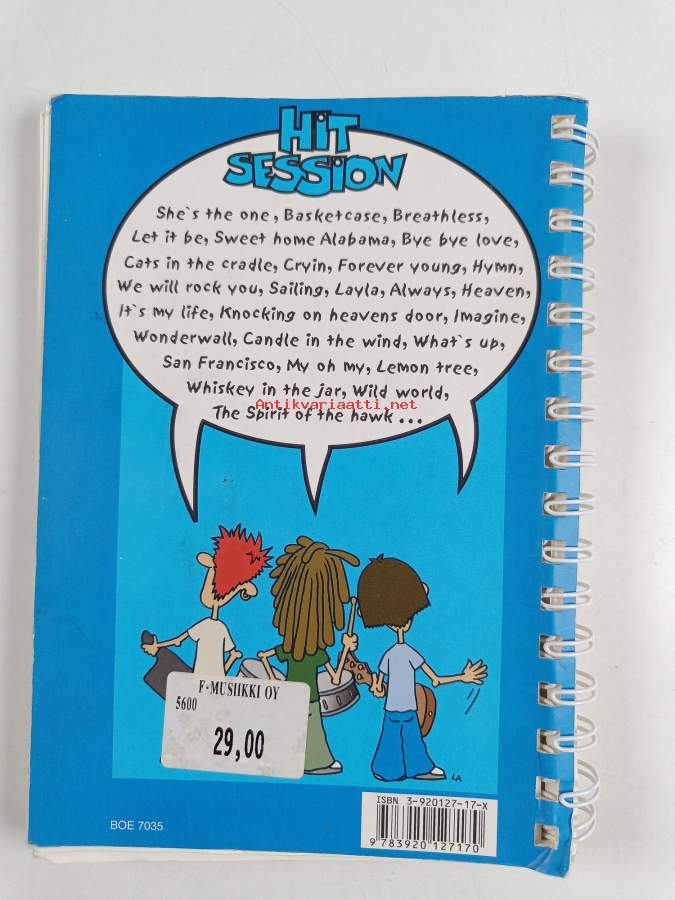 HiT
SESSiON
She`s the one, Basketcase, Breathless,
Let it be, Sweet home Alabama, Bye bye love,
Cats in the cradle, Cryin, Forever young, Hymn,
We will rock you, Sailing, Layla, Always, Heaven,
It`s my life, Knocking on heavens door, Imagine,
Wonderwall, Candle in the wind, What`s up,
San Francisco, My oh my, Lemon tree,
Whiskey in the jar, Wild world,
Antikvariaatti.net
The Spirit of the hawk ...
F-MUSIIKKI OY
5600
29,00
LA
BOE 7035
ISBN 3-920127-17-X
9 783920 127170